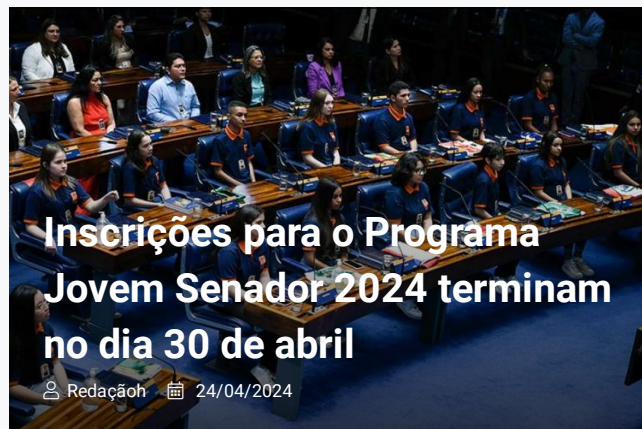 Inscrições para o Programa
Jovem Senador 2024 terminam
no dia 30 de abril
Redaçãoh 24/04/2024